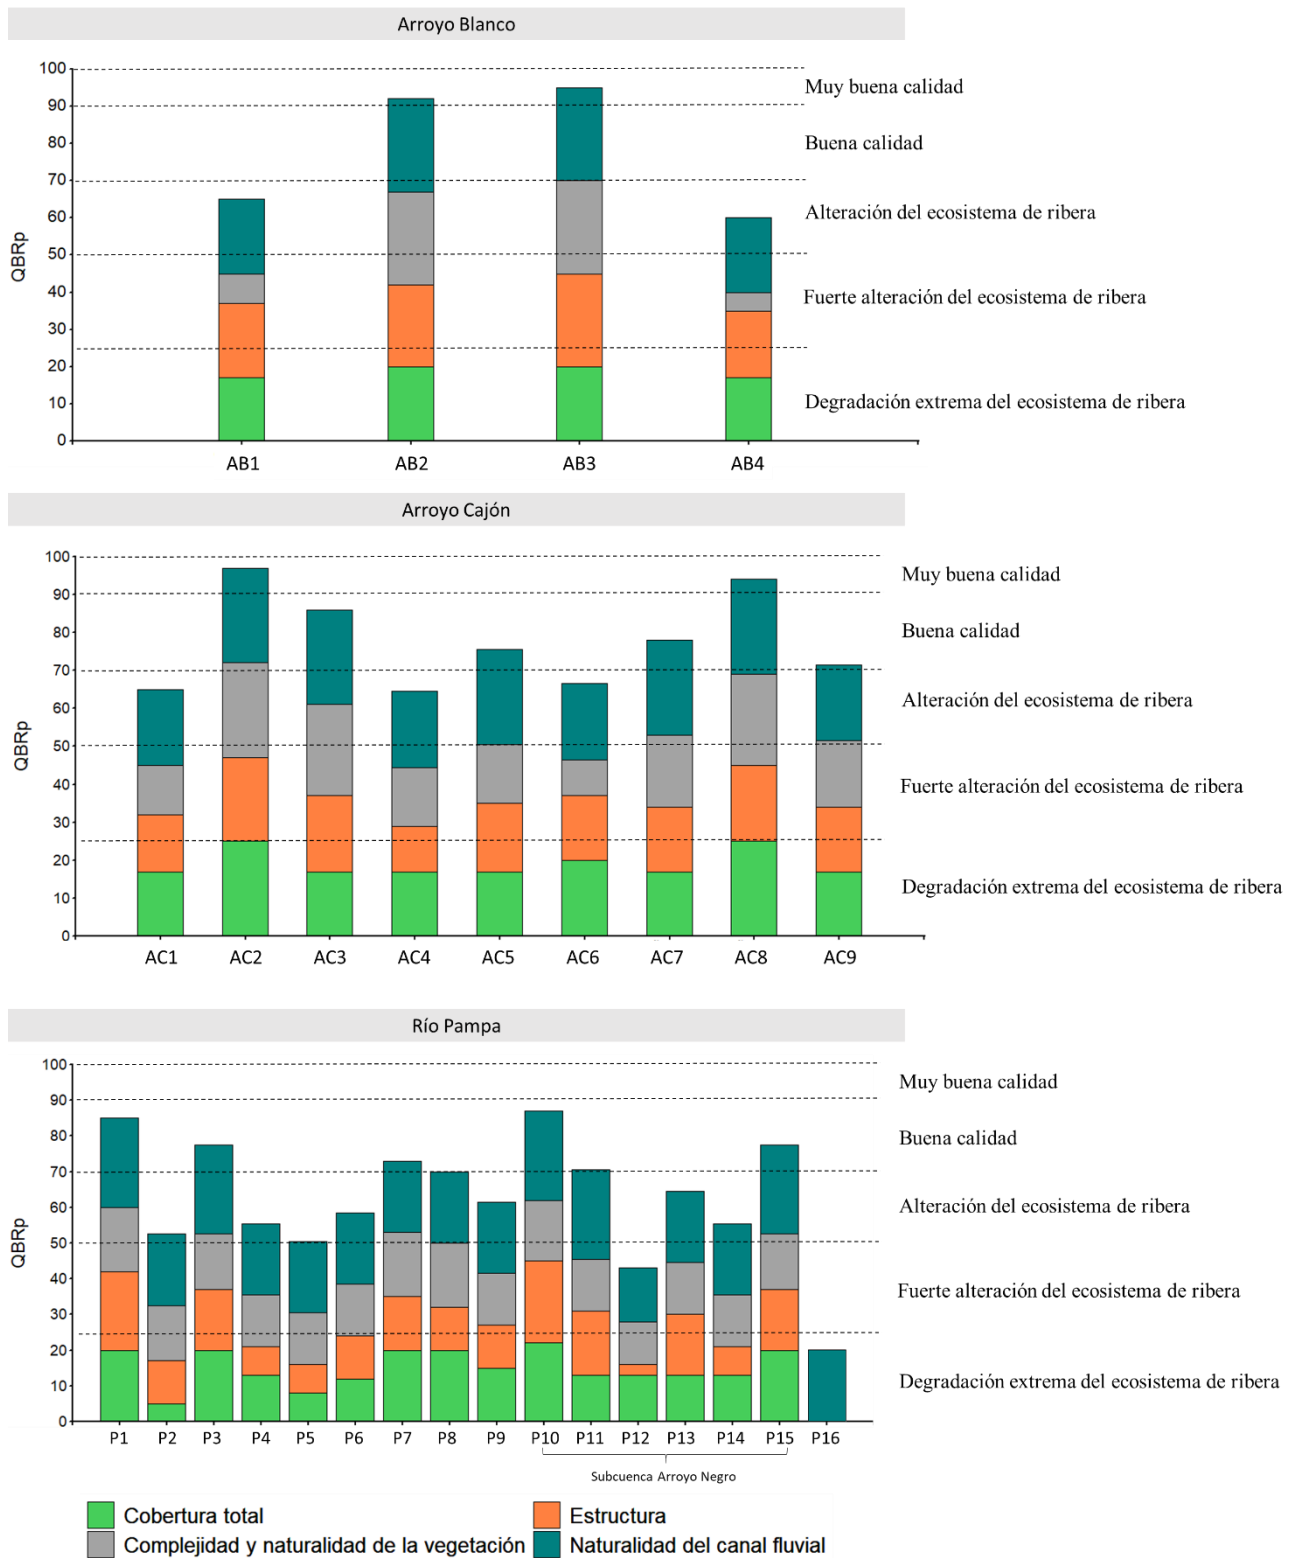 Arroyo Blanco
100
90
80
70
60
50
40
30
20
10
0
QBRp
Muy buena calidad
Buena calidad
Alteración del ecosistema de ribera
Fuerte alteración del ecosistema de ribera
Degradación extrema del ecosistema de ribera
AB1 AB2 AB3 AB4
Arroyo Cajón
100
90
80
70
60
50
40
30
20
10
0
QBRp
Muy buena calidad
Buena calidad
Alteración del ecosistema de ribera
Fuerte alteración del ecosistema de ribera
Degradación extrema del ecosistema de ribera
AC1 AC2 AC3 AC4 AC5 AC6 AC7 AC8 AC9
Río Pampa
100
90
80
70
60
50
40
30
20
10
0
QBRp
Muy buena calidad
Buena calidad
Alteración del ecosistema de ribera
Fuerte alteración del ecosistema de ribera
Degradación extrema del ecosistema de ribera
P1 P2 P3 P4 P5 P6 P7 P8 P9 P10 P11 P12 P13 P14 P15 P16
Subcuenca Arroyo Negro
Cobertura total Estructura
Complejidad y naturalidad de la vegetación Naturalidad del canal fluvial